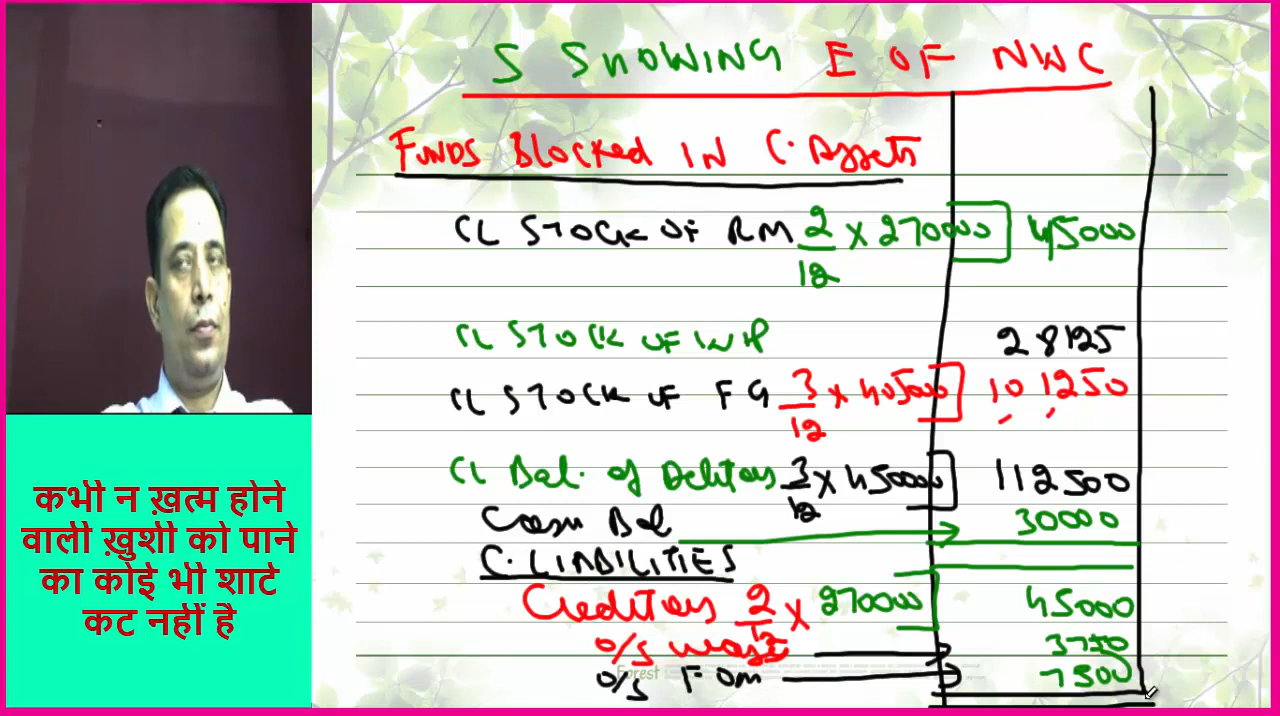 S SHOWING E OF NWC
FUNDS Blocked IN C. Assets
CL STOCK OF RM 2/12 X 270000 45000
CL STOCK OF WIP 28125
CL STOCK OF FG 3/12 X 405000 101250
CL Bal. of Debtors 3/12 X 450000 112500
Cash Bal 30000
C. LIABILITIES
Creditors 2/12 X 270000 45000
O/S wages 3750
O/S F. OH 7500
Forest
कभी न ख़त्म होने
वाली ख़ुशी को पाने
का कोई भी शार्ट
कट नहीं है